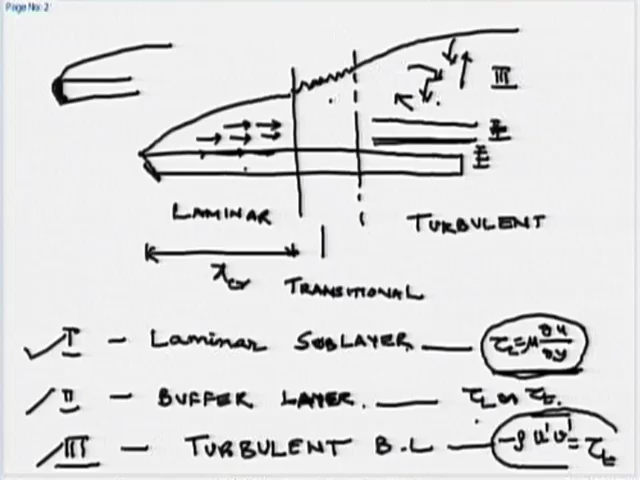 Page No: 2
III
II
I
LAMINAR
TURBULENT
x_cr
TRANSITIONAL
I - Laminar SUBLAYER — τ_L = μ ∂u/∂y
II - BUFFER LAYER. — τ_L ≈ τ_t.
III - TURBULENT B.L — -ρ u'v' = τ_t